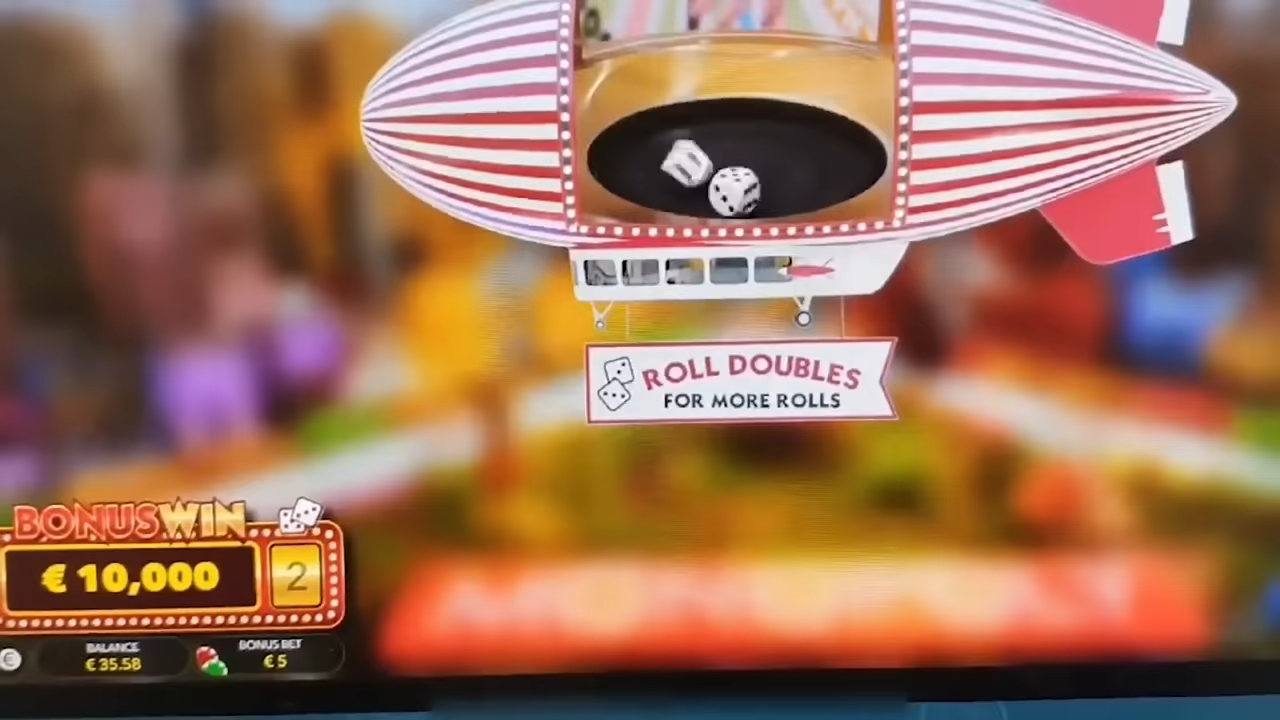 ROLL DOUBLES
FOR MORE ROLLS
BONUSWIN
€ 10,000
2
BALANCE
€ 35.58
BONUS BET
€ 5